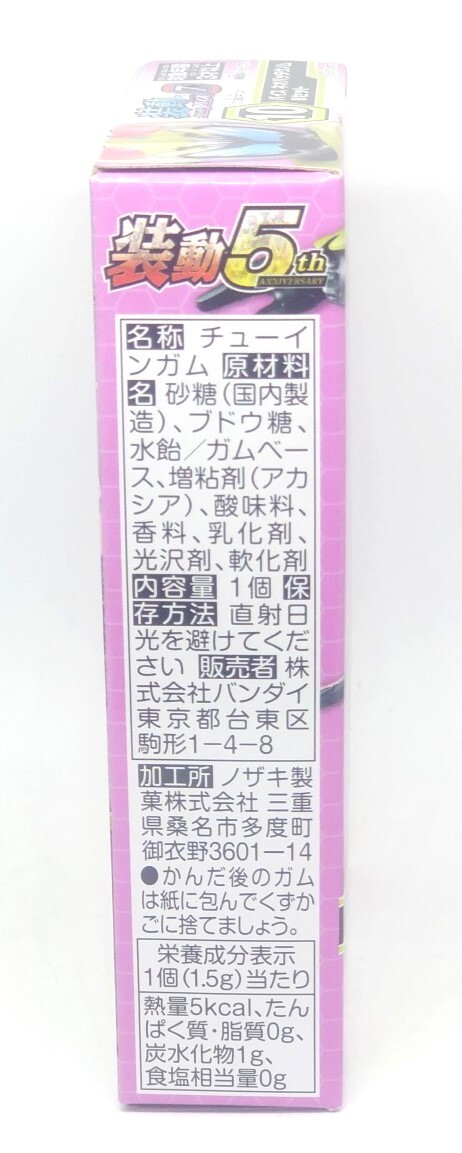 装動5th
ANNIVERSARY
名称 チューイ
ンガム 原材料
名 砂糖(国内製
造)、ブドウ糖、
水飴／ガムベー
ス、増粘剤(アカ
シア)、酸味料、
香料、乳化剤、
光沢剤、軟化剤
内容量 1個 保
存方法 直射日
光を避けてくだ
さい 販売者 株
式会社バンダイ
東京都台東区
駒形1－4－8
加工所 ノザキ製
菓株式会社 三重
県桑名市多度町
御衣野3601－14
●かんだ後のガム
は紙に包んでくずか
ごに捨てましょう。
栄養成分表示
1個(1.5g)当たり
熱量5kcal、たん
ぱく質・脂質0g、
炭水化物1g、
食塩相当量0g